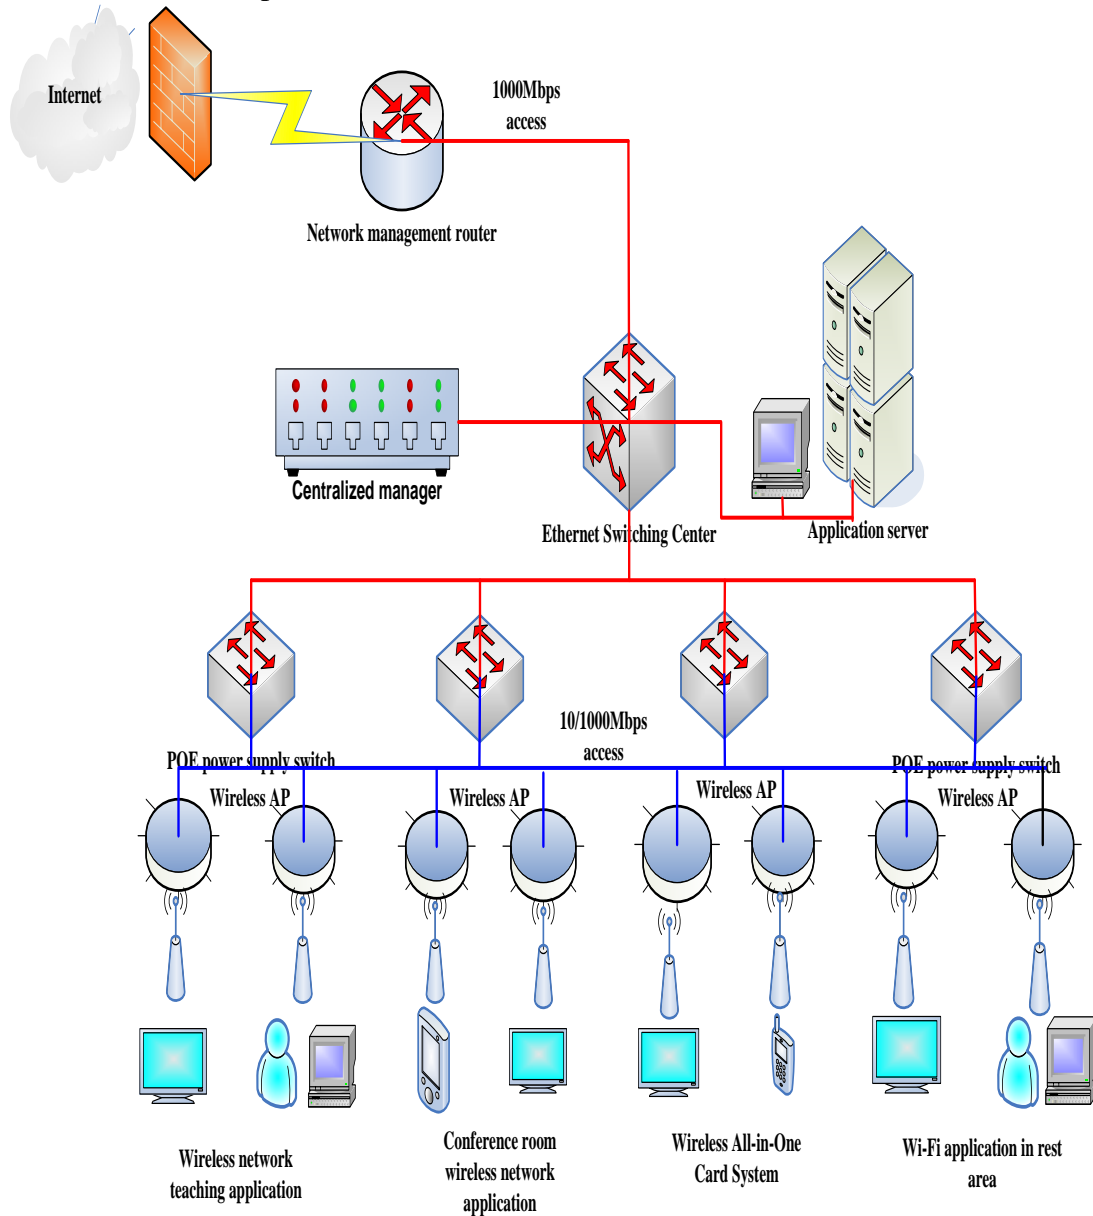 Internet
1000Mbps
access
Network management router
Centralized manager
Ethernet Switching Center
Application server
10/1000Mbps
access
POE power supply switch
POE power supply switch
Wireless AP
Wireless AP
Wireless AP
Wireless AP
Wireless network
teaching application
Conference room
wireless network
application
Wireless All-in-One
Card System
Wi-Fi application in rest
area